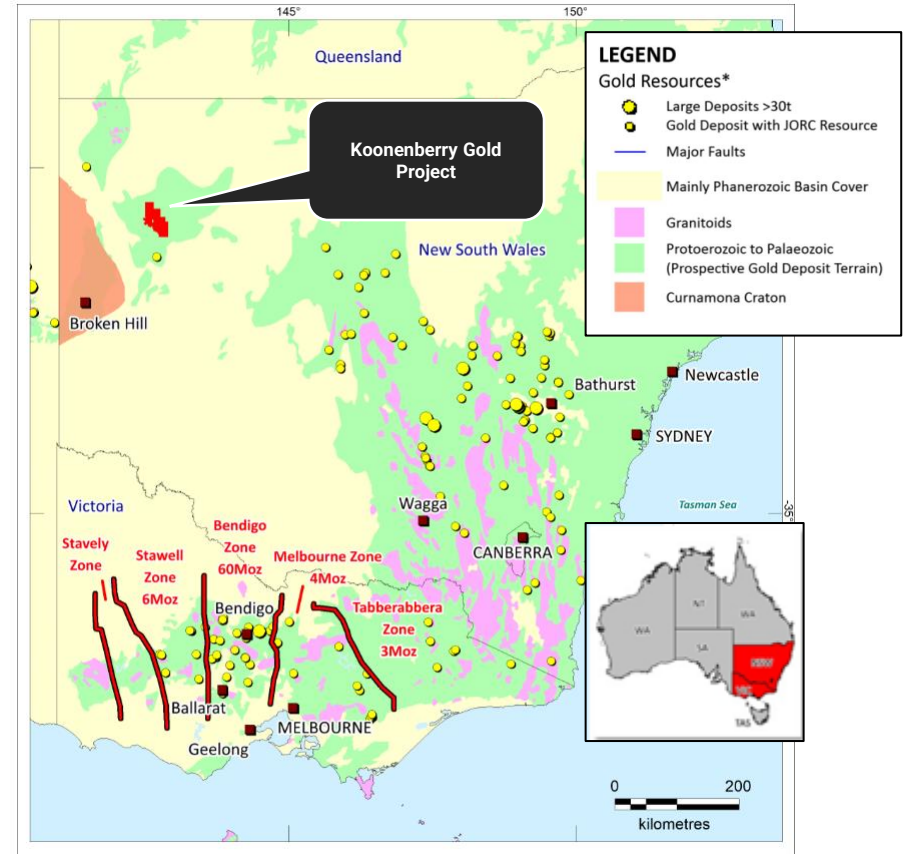 145°
150°
Queensland
LEGEND
Gold Resources*
Large Deposits >30t
Gold Deposit with JORC Resource
Major Faults
Mainly Phanerozoic Basin Cover
Granitoids
Protoerozoic to Palaeozoic
(Prospective Gold Deposit Terrain)
Curnamona Craton
Koonenberry Gold
Project
New South Wales
Broken Hill
Newcastle
Bathurst
SYDNEY
Victoria
Wagga
Tasman Sea
-35°
CANBERRA
Stavely
Zone
Stawell
Zone
6Moz
Bendigo
Zone
60Moz
Melbourne Zone
4Moz
Tabberabbera
Zone
3Moz
Bendigo
Ballarat
MELBOURNE
Geelong
WA
NT
WA
SA
NSW
VIC
TAS
0
200
kilometres